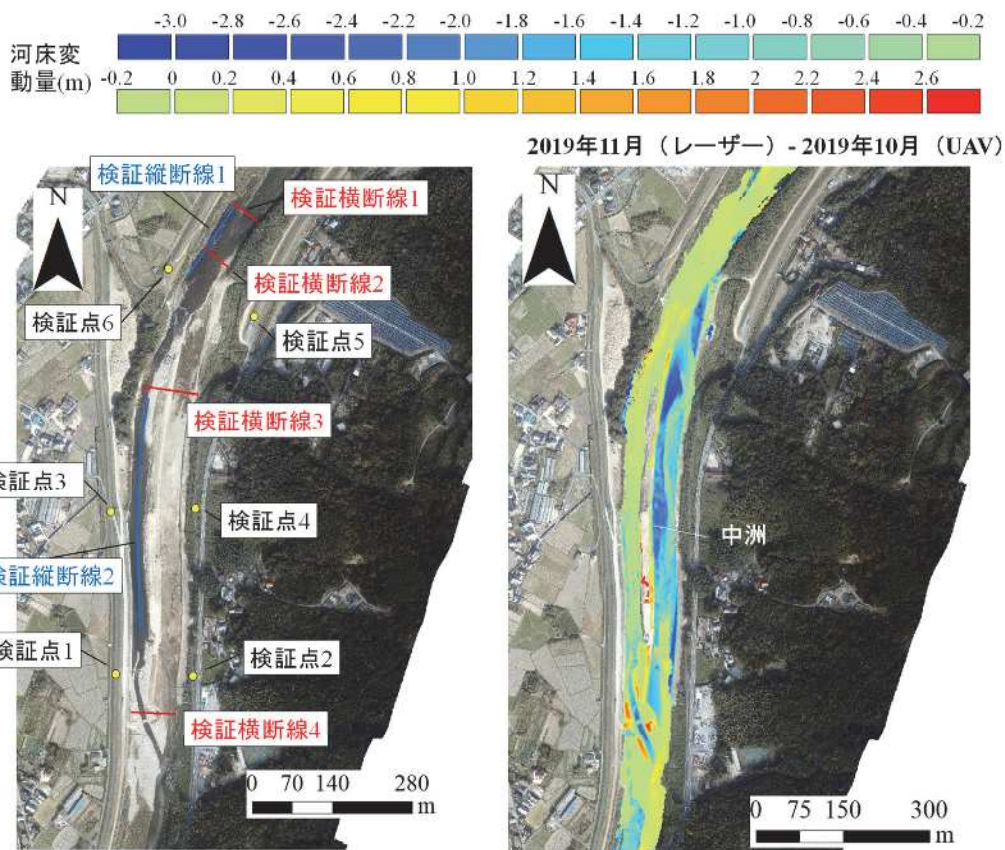 -3.0 -2.8 -2.6 -2.4 -2.2 -2.0 -1.8 -1.6 -1.4 -1.2 -1.0 -0.8 -0.6 -0.4 -0.2
河床変
動量(m)
-0.2 0 0.2 0.4 0.6 0.8 1.0 1.2 1.4 1.6 1.8 2 2.2 2.4 2.6
2019年11月（レーザー）- 2019年10月（UAV）
検証縦断線1
検証横断線1
N
検証横断線2
検証点6
検証点5
検証横断線3
検証点3
検証点4
検証縦断線2
検証点1
検証点2
検証横断線4
0 70 140 280
m
N
中洲
0 75 150 300
m